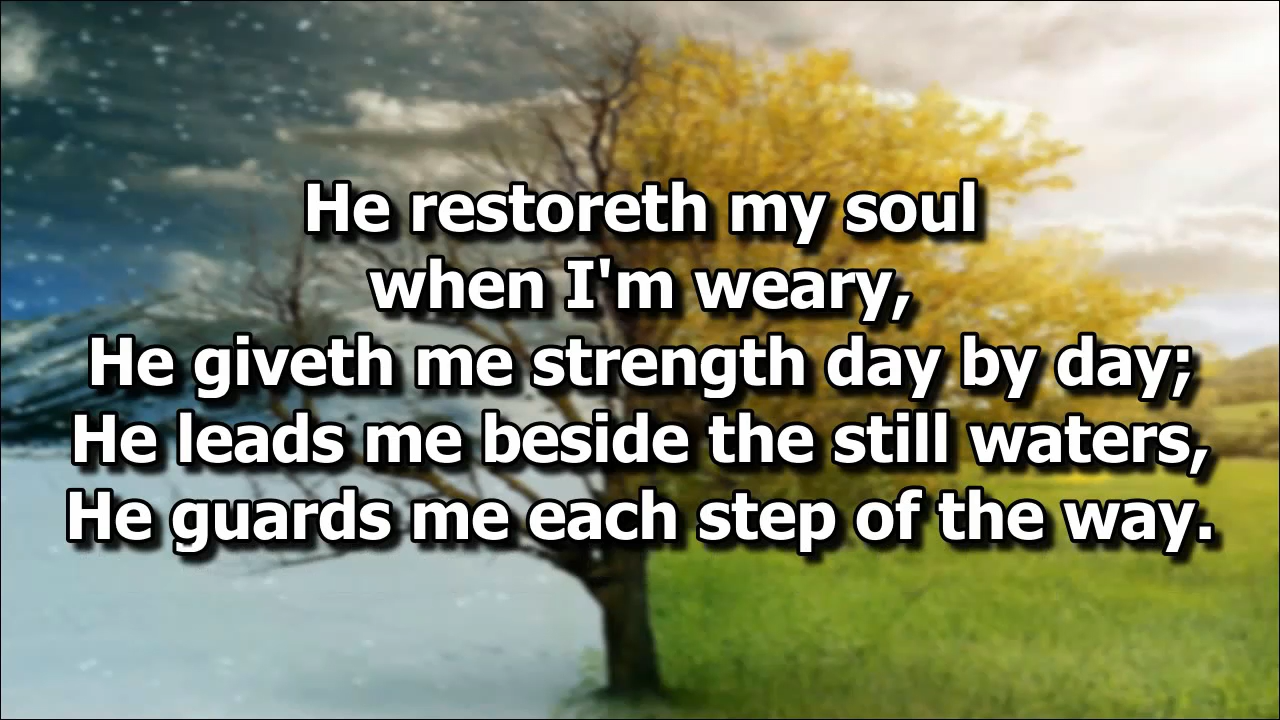 He restoreth my soul
when I'm weary,
He giveth me strength day by day;
He leads me beside the still waters,
He guards me each step of the way.